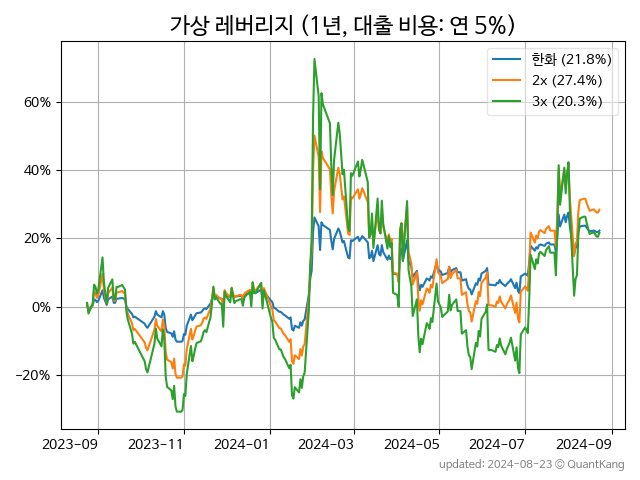 가상 레버리지 (1년, 대출 비용: 연 5%)
한화 (21.8%)
2x (27.4%)
3x (20.3%)
60%
40%
20%
0%
−20%
2023-09 2023-11 2024-01 2024-03 2024-05 2024-07 2024-09
updated: 2024-08-23 © QuantKang